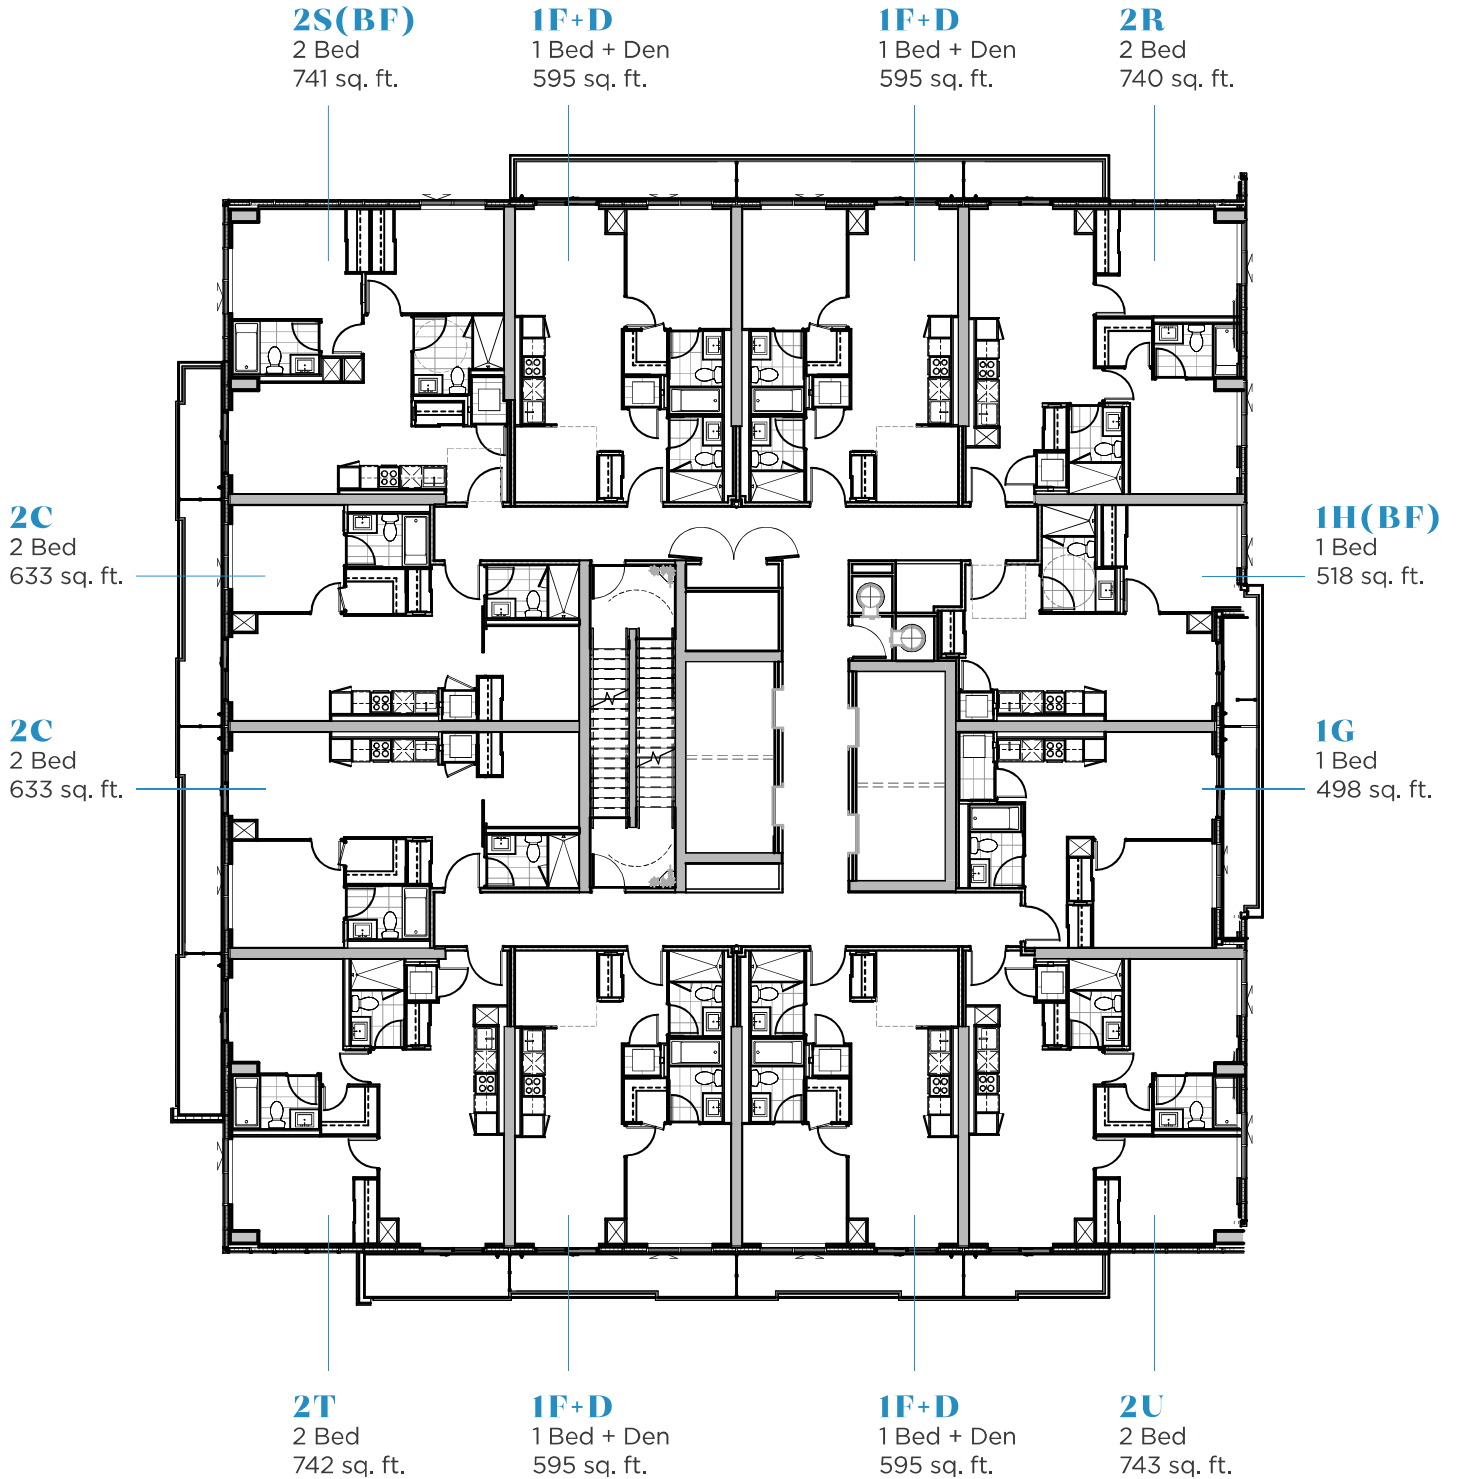 2S(BF)
2 Bed
741 sq. ft.
1F+D
1 Bed + Den
595 sq. ft.
1F+D
1 Bed + Den
595 sq. ft.
2R
2 Bed
740 sq. ft.
2C
2 Bed
633 sq. ft.
1H(BF)
1 Bed
518 sq. ft.
2C
2 Bed
633 sq. ft.
1G
1 Bed
498 sq. ft.
2T
2 Bed
742 sq. ft.
1F+D
1 Bed + Den
595 sq. ft.
1F+D
1 Bed + Den
595 sq. ft.
2U
2 Bed
743 sq. ft.